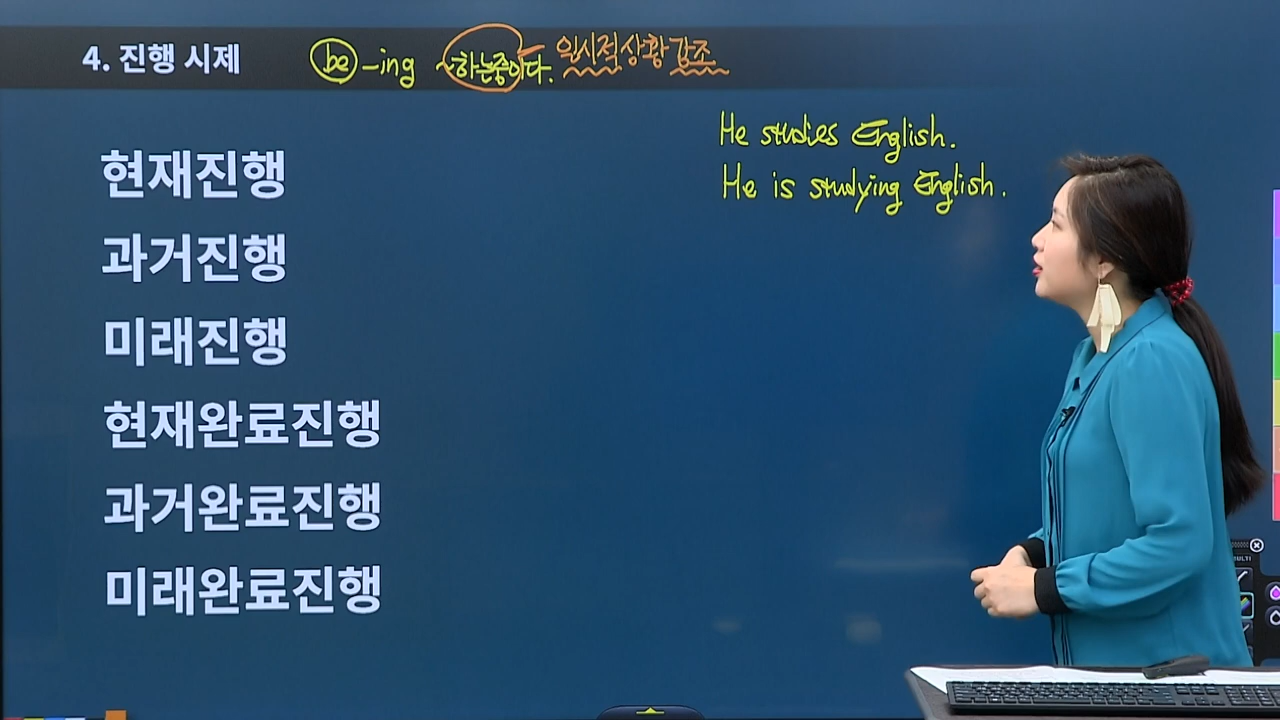 4. 진행 시제 be -ing ~하는중이다. 일시적상황 강조
He studies English.
He is studying English.
현재진행
과거진행
미래진행
현재완료진행
과거완료진행
미래완료진행